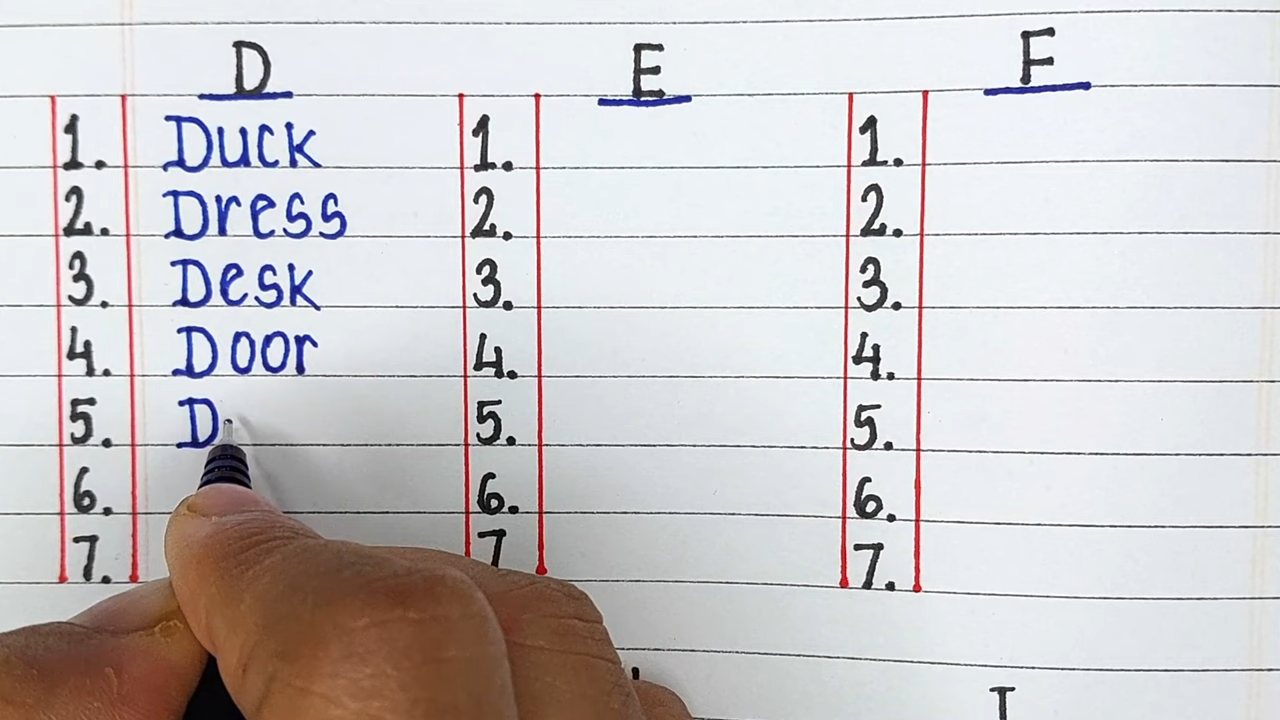 D E F
1. Duck 1. 1.
2. Dress 2. 2.
3. Desk 3. 3.
4. Door 4. 4.
5. D 5. 5.
6. 6. 6.
7. 7 7.